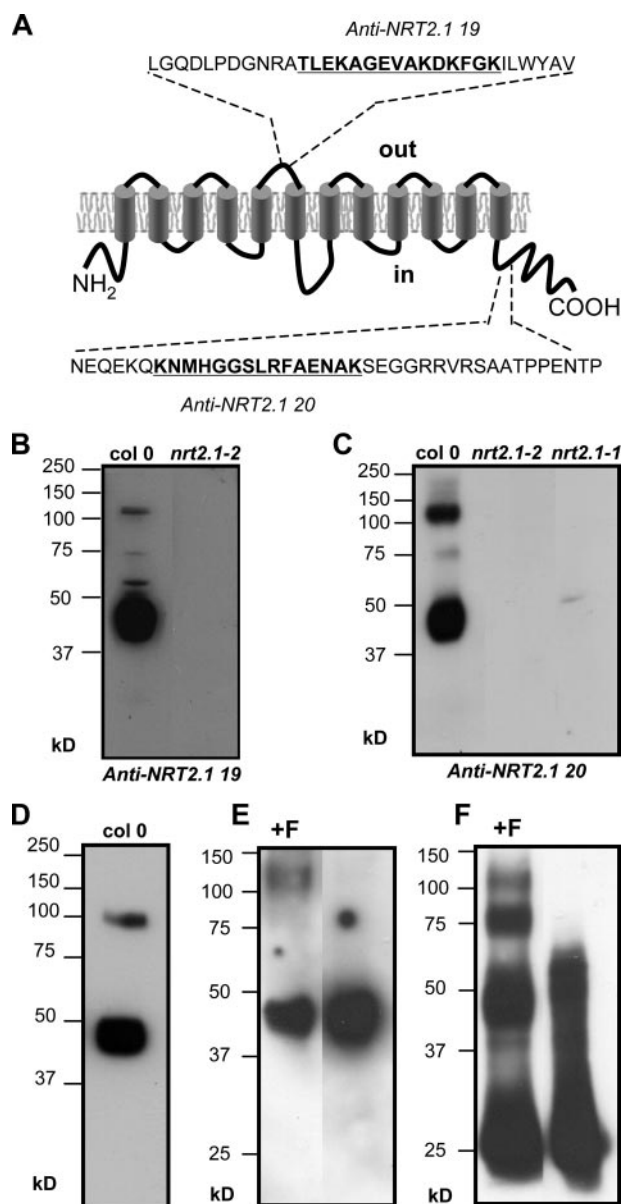 A
Anti-NRT2.1 19
LGQDLPDGNRATLEKAGEVAKDKFGKILWYAV
out
in
NH2
COOH
NEQEKQKNMHGGSLRFAENAKSEGGRRVRSAATPPENTP
Anti-NRT2.1 20
B
col 0 nrt2.1-2
250
150
100
75
50
37
kD
Anti-NRT2.1 19
C
col 0 nrt2.1-2 nrt2.1-1
250
150
100
75
50
37
kD
Anti-NRT2.1 20
D
col 0
250
150
100
75
50
37
kD
E
+F
150
100
75
50
37
25
kD
F
+F
150
100
75
50
37
25
kD